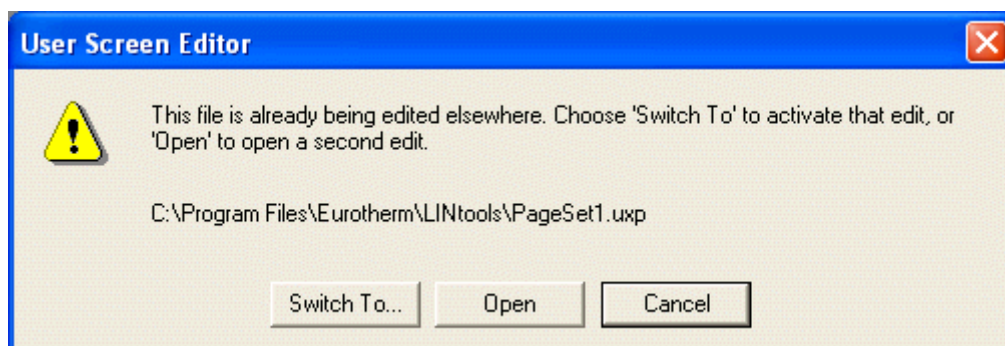 User Screen Editor
This file is already being edited elsewhere. Choose 'Switch To' to activate that edit, or
'Open' to open a second edit.
C:\Program Files\Eurotherm\LINtools\PageSet1.uxp
Switch To... Open Cancel